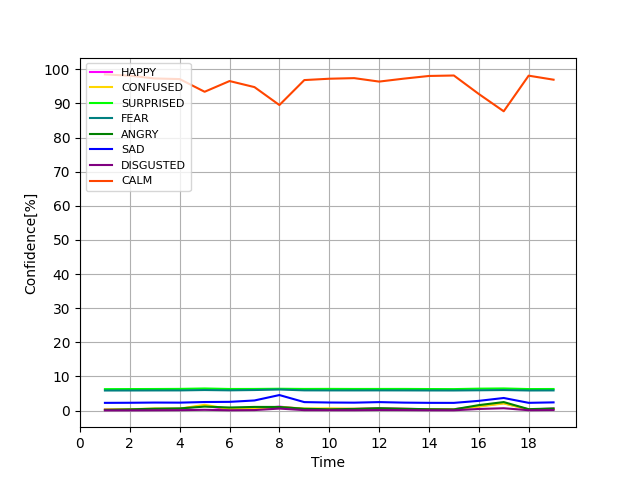 100
90
80
70
60
50
40
30
20
10
0
Confidence[%]
HAPPY
CONFUSED
SURPRISED
FEAR
ANGRY
SAD
DISGUSTED
CALM
0 2 4 6 8 10 12 14 16 18
Time